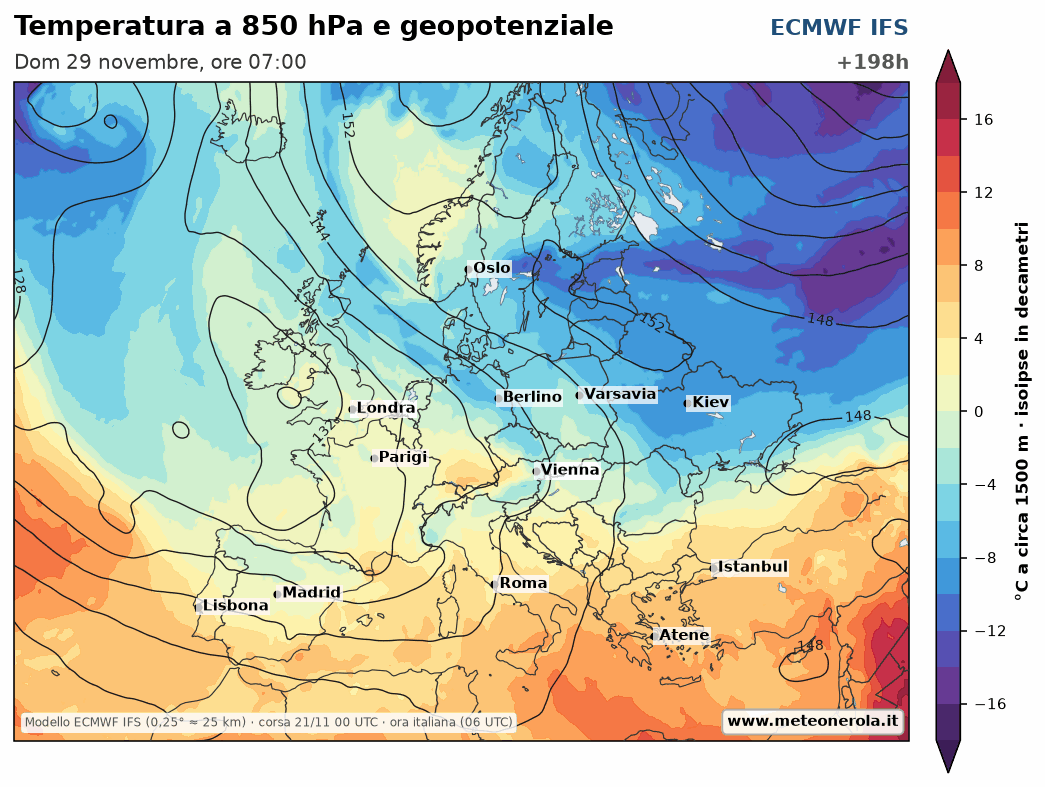 Temperatura a 850 hPa e geopotenziale
ECMWF IFS
Dom 29 novembre, ore 07:00
+198h
152
144
128
Oslo
148
152
Berlino
Varsavia
Kiev
Londra
148
132
Parigi
Vienna
Istanbul
Roma
Madrid
Lisbona
Atene
148
Modello ECMWF IFS (0,25° ≈ 25 km) · corsa 21/11 00 UTC · ora italiana (06 UTC)
www.meteonerola.it
16
12
8
4
0
−4
−8
−12
−16
°C a circa 1500 m · Isoipse in decametri